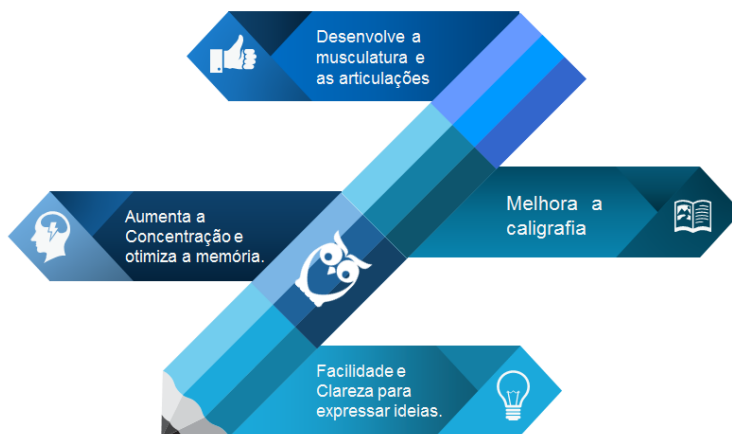 Desenvolve a
musculatura e
as articulações
Aumenta a
Concentração e
otimiza a memória.
Melhora a
caligrafia
Facilidade e
Clareza para
expressar ideias.